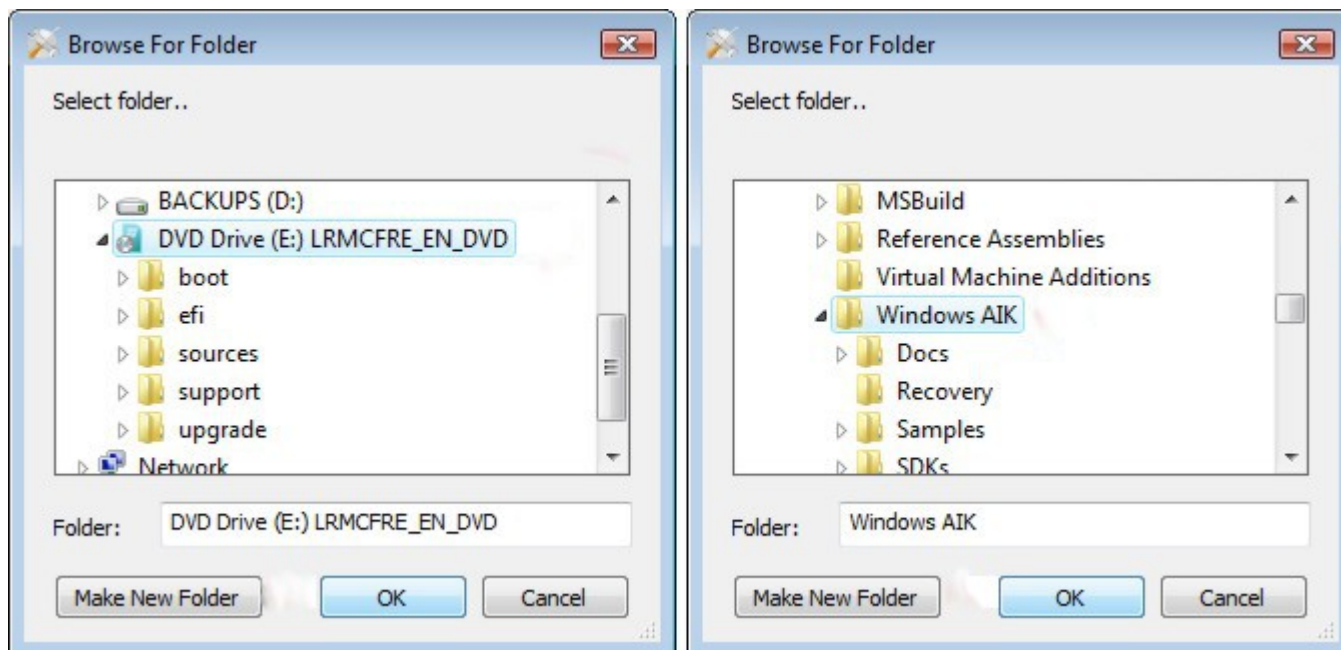 Browse For Folder
Select folder..
BACKUPS (D:)
DVD Drive (E:) LRMCFRE_EN_DVD
boot
efi
sources
support
upgrade
Network
Folder: DVD Drive (E:) LRMCFRE_EN_DVD
Make New Folder OK Cancel
Browse For Folder
Select folder..
MSBuild
Reference Assemblies
Virtual Machine Additions
Windows AIK
Docs
Recovery
Samples
SDKs
Folder: Windows AIK
Make New Folder OK Cancel